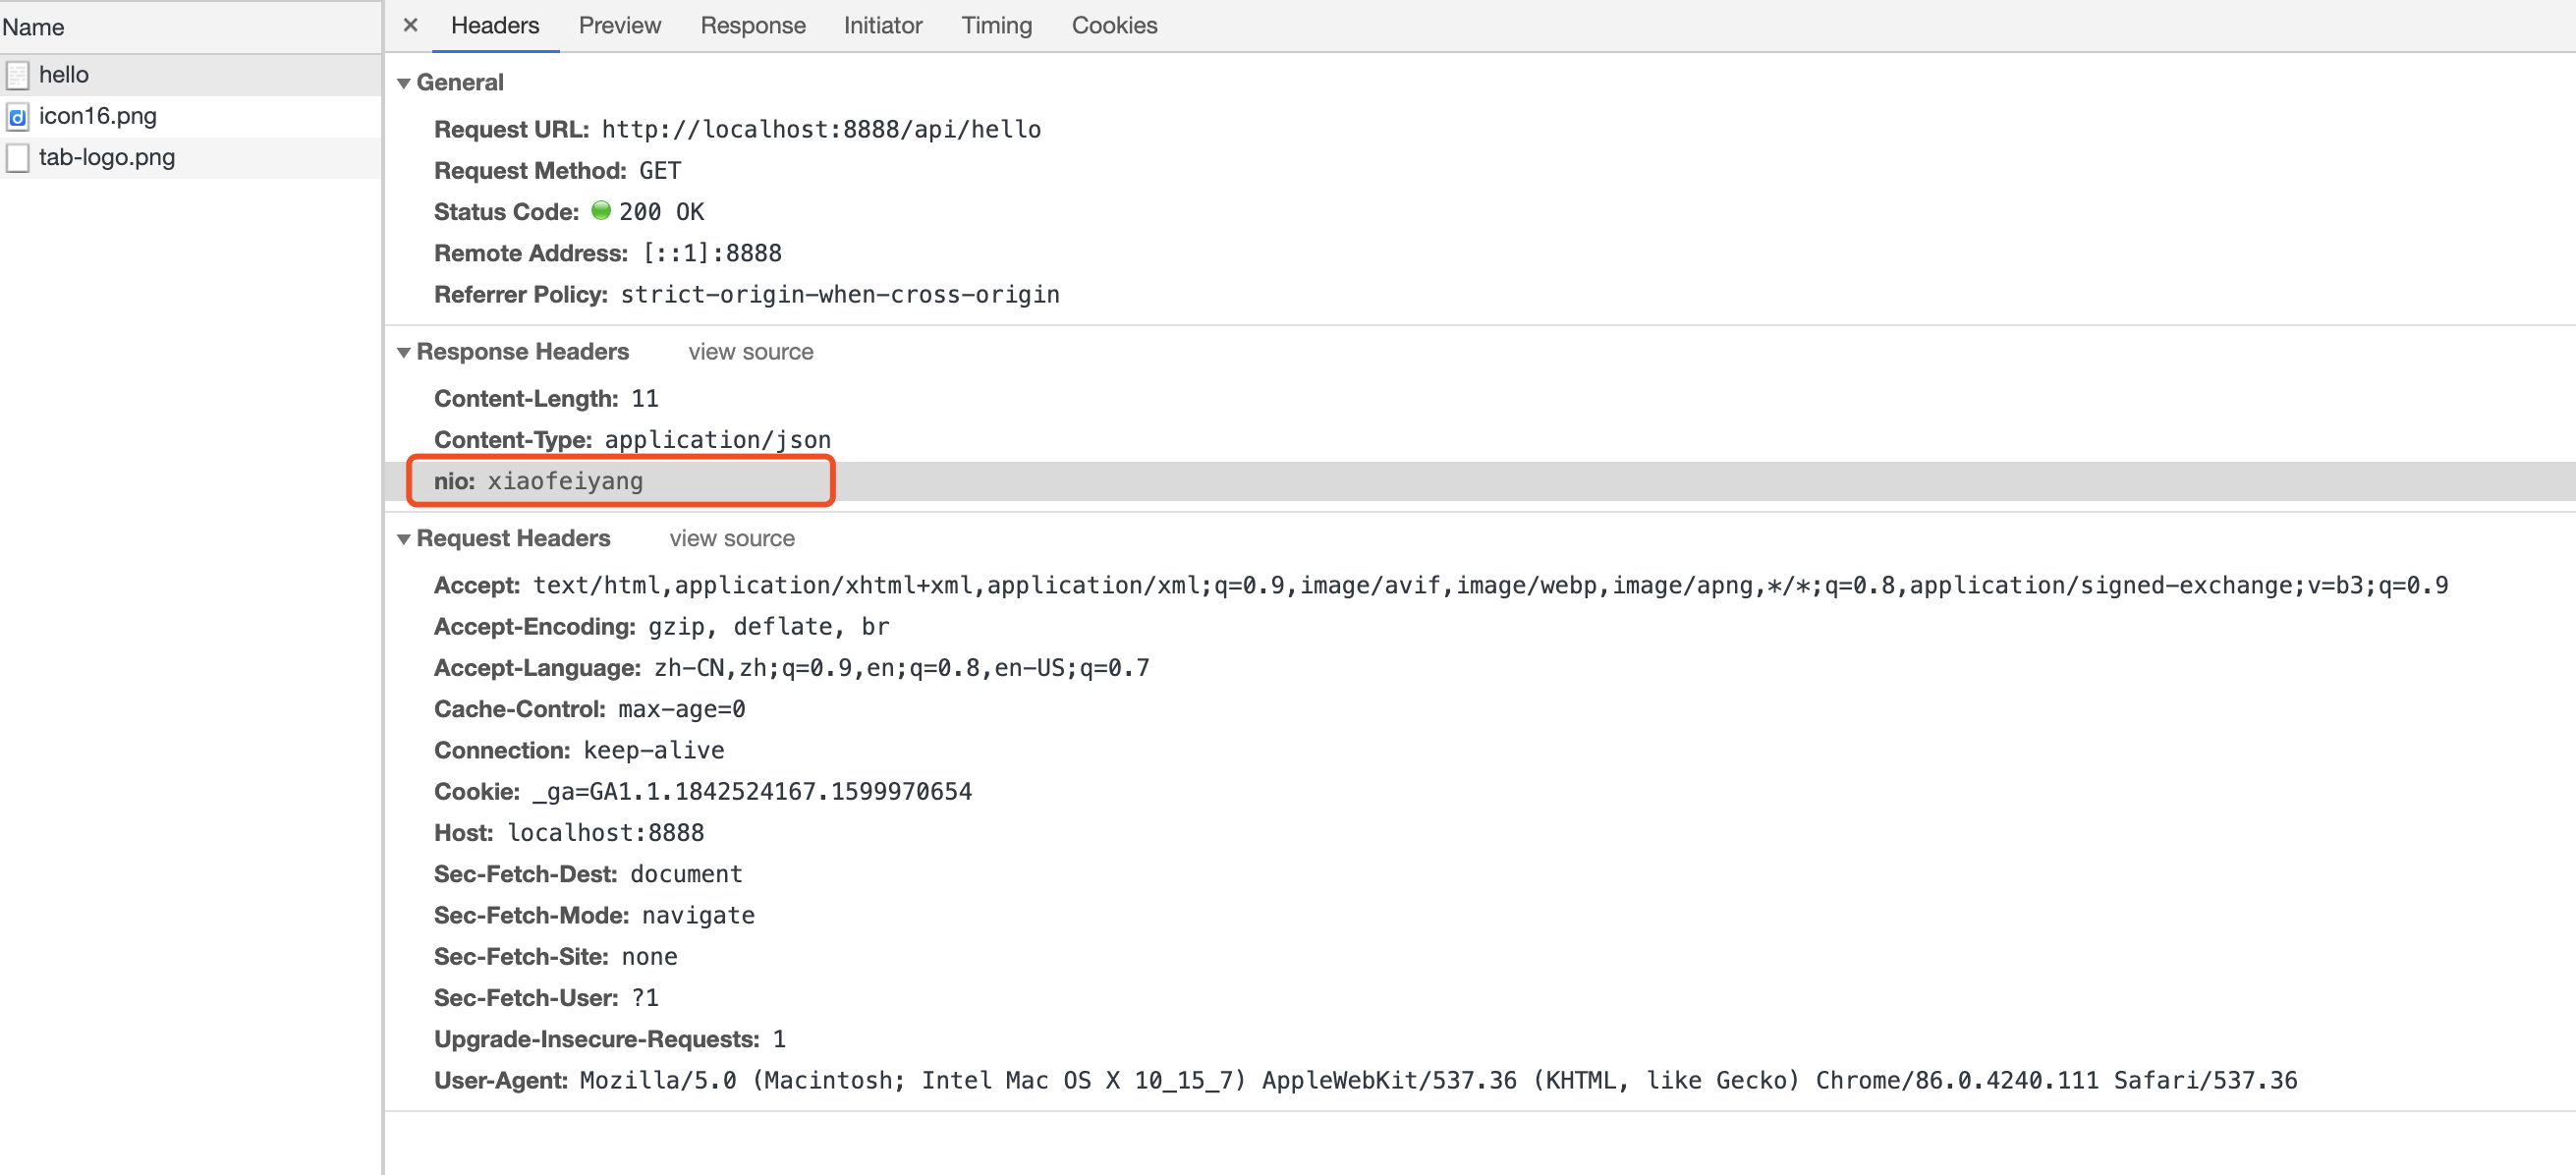 Name
hello
icon16.png
tab-logo.png
× Headers Preview Response Initiator Timing Cookies
General
Request URL: http://localhost:8888/api/hello
Request Method: GET
Status Code: 200 OK
Remote Address: [::1]:8888
Referrer Policy: strict-origin-when-cross-origin
Response Headers view source
Content-Length: 11
Content-Type: application/json
nio: xiaofeiyang
Request Headers view source
Accept: text/html,application/xhtml+xml,application/xml;q=0.9,image/avif,image/webp,image/apng,*/*;q=0.8,application/signed-exchange;v=b3;q=0.9
Accept-Encoding: gzip, deflate, br
Accept-Language: zh-CN,zh;q=0.9,en;q=0.8,en-US;q=0.7
Cache-Control: max-age=0
Connection: keep-alive
Cookie: _ga=GA1.1.1842524167.1599970654
Host: localhost:8888
Sec-Fetch-Dest: document
Sec-Fetch-Mode: navigate
Sec-Fetch-Site: none
Sec-Fetch-User: ?1
Upgrade-Insecure-Requests: 1
User-Agent: Mozilla/5.0 (Macintosh; Intel Mac OS X 10_15_7) AppleWebKit/537.36 (KHTML, like Gecko) Chrome/86.0.4240.111 Safari/537.36